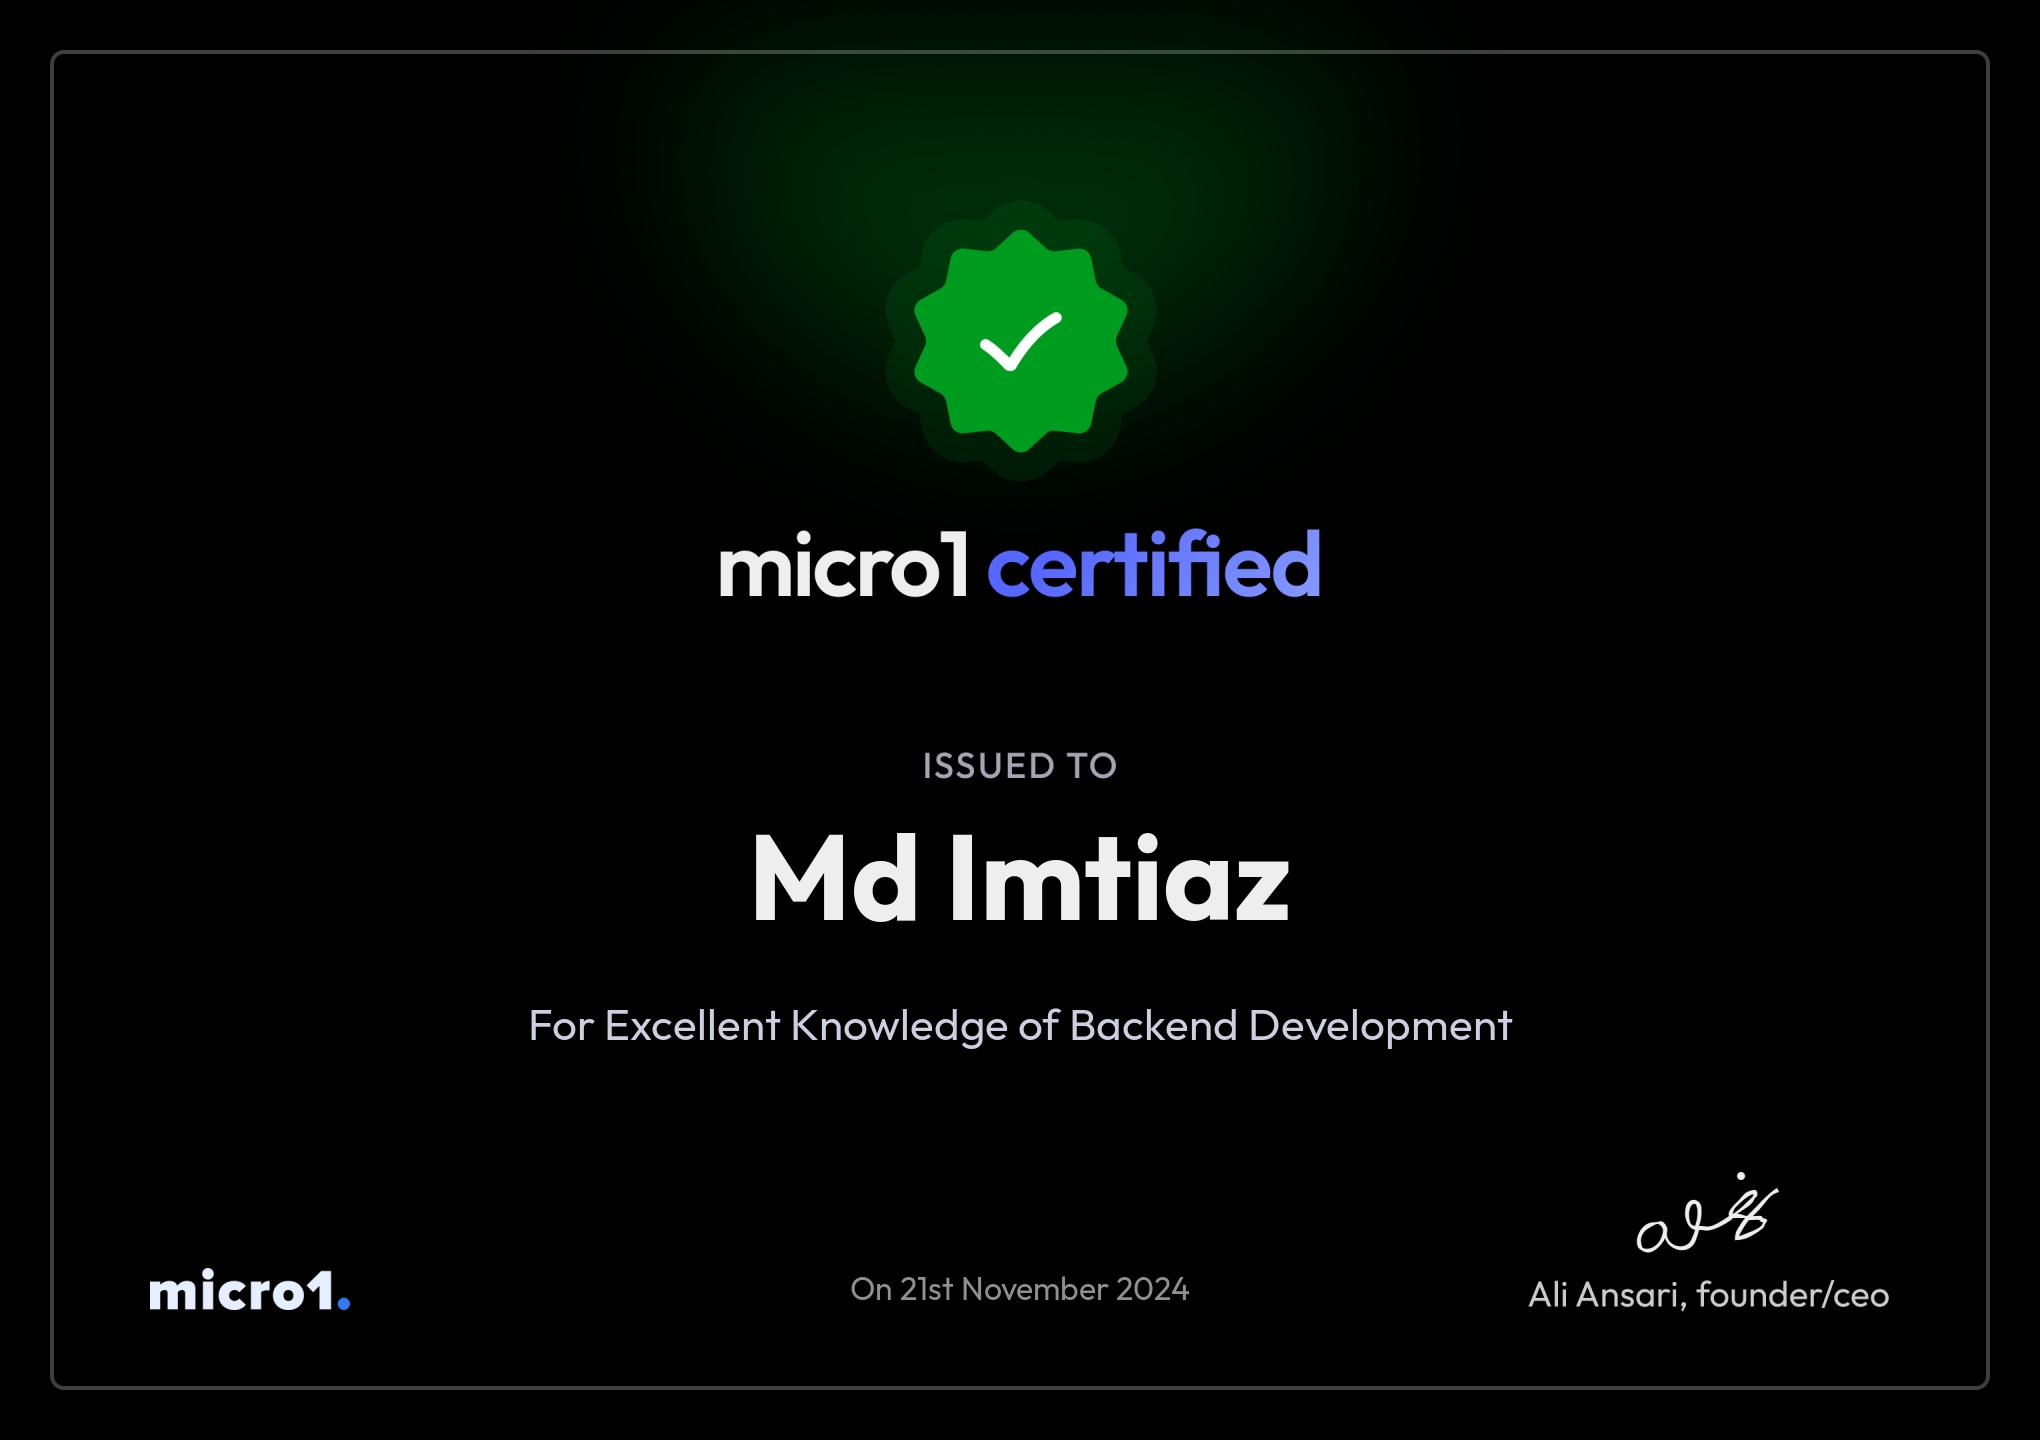 micro1 certified
ISSUED TO
Md Imtiaz
For Excellent Knowledge of Backend Development
micro1.
On 21st November 2024
Ali Ansari, founder/ceo